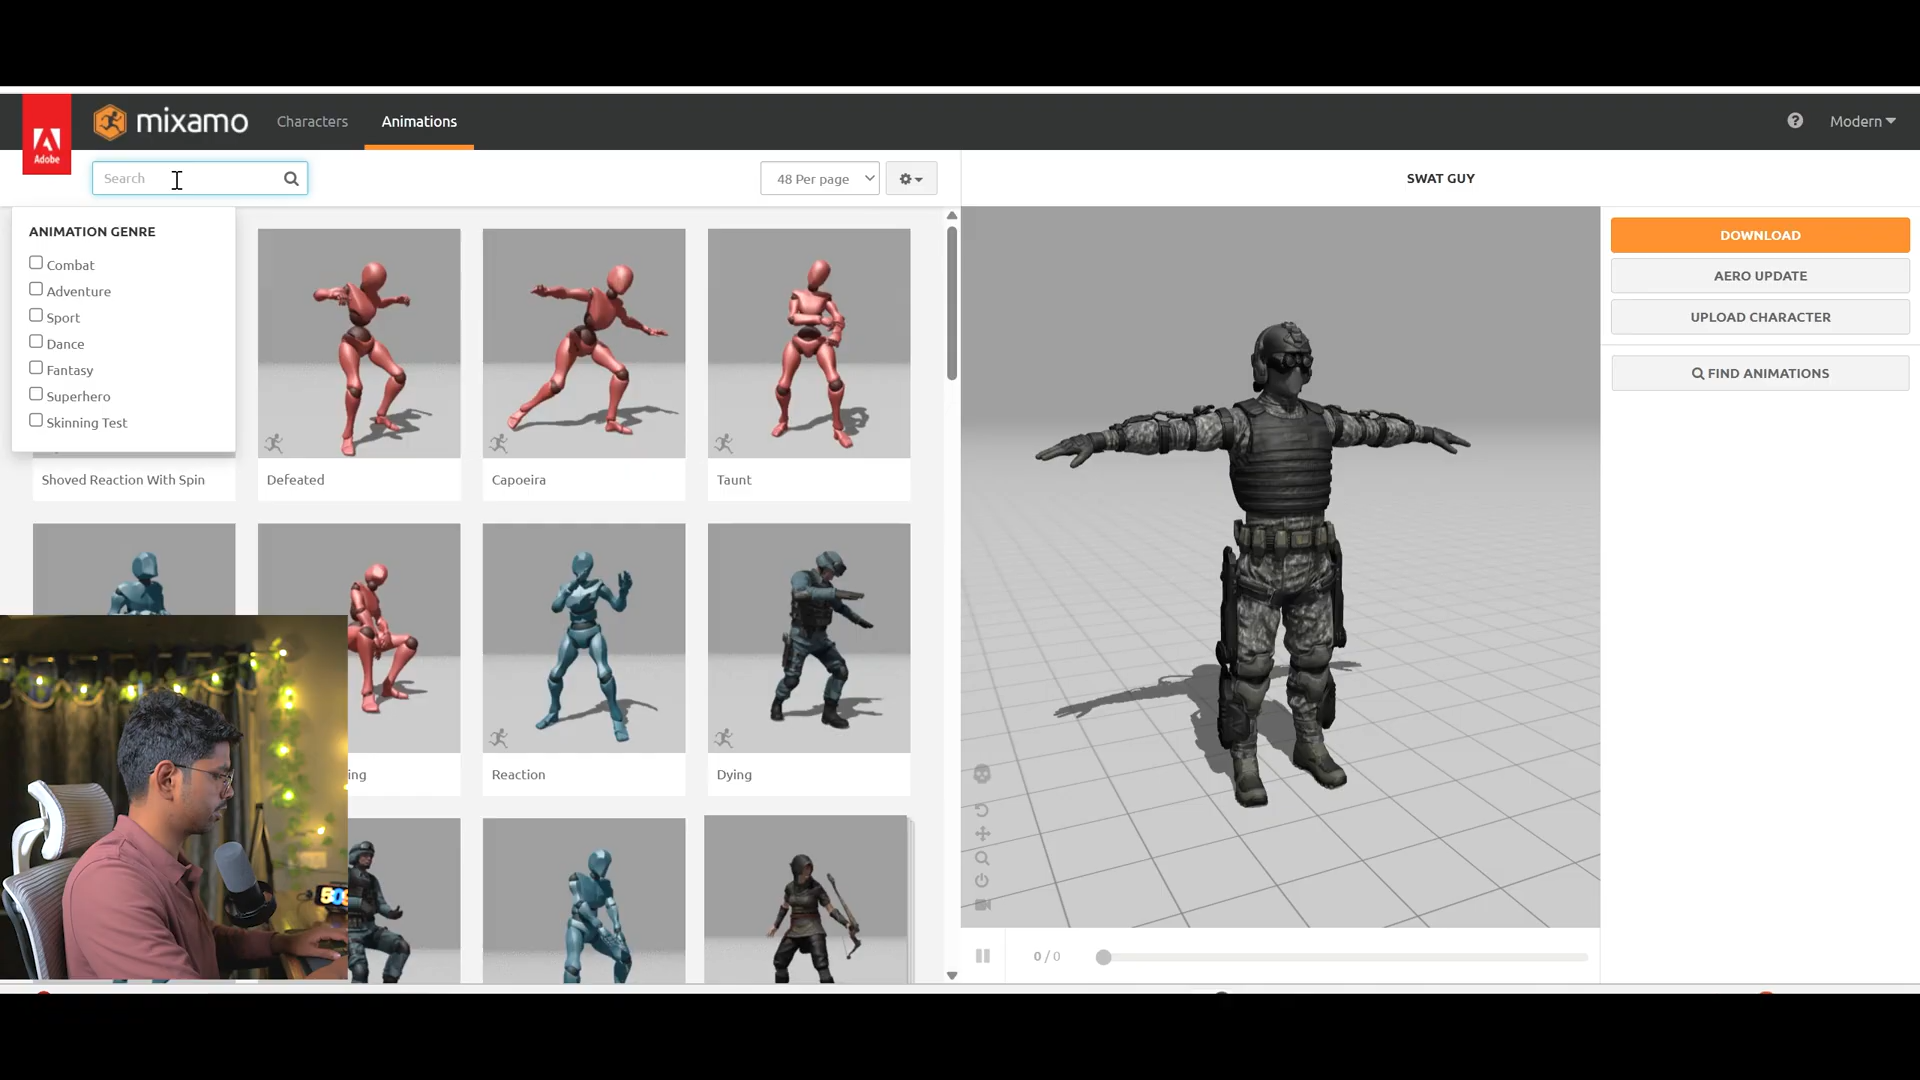 Adobe
mixamo
Characters
Animations
Modern
Search
48 Per page
SWAT GUY
ANIMATION GENRE
Combat
Adventure
Sport
Dance
Fantasy
Superhero
Skinning Test
DOWNLOAD
AERO UPDATE
UPLOAD CHARACTER
FIND ANIMATIONS
Shoved Reaction With Spin
Defeated
Capoeira
Taunt
ing
Reaction
Dying
0 / 0